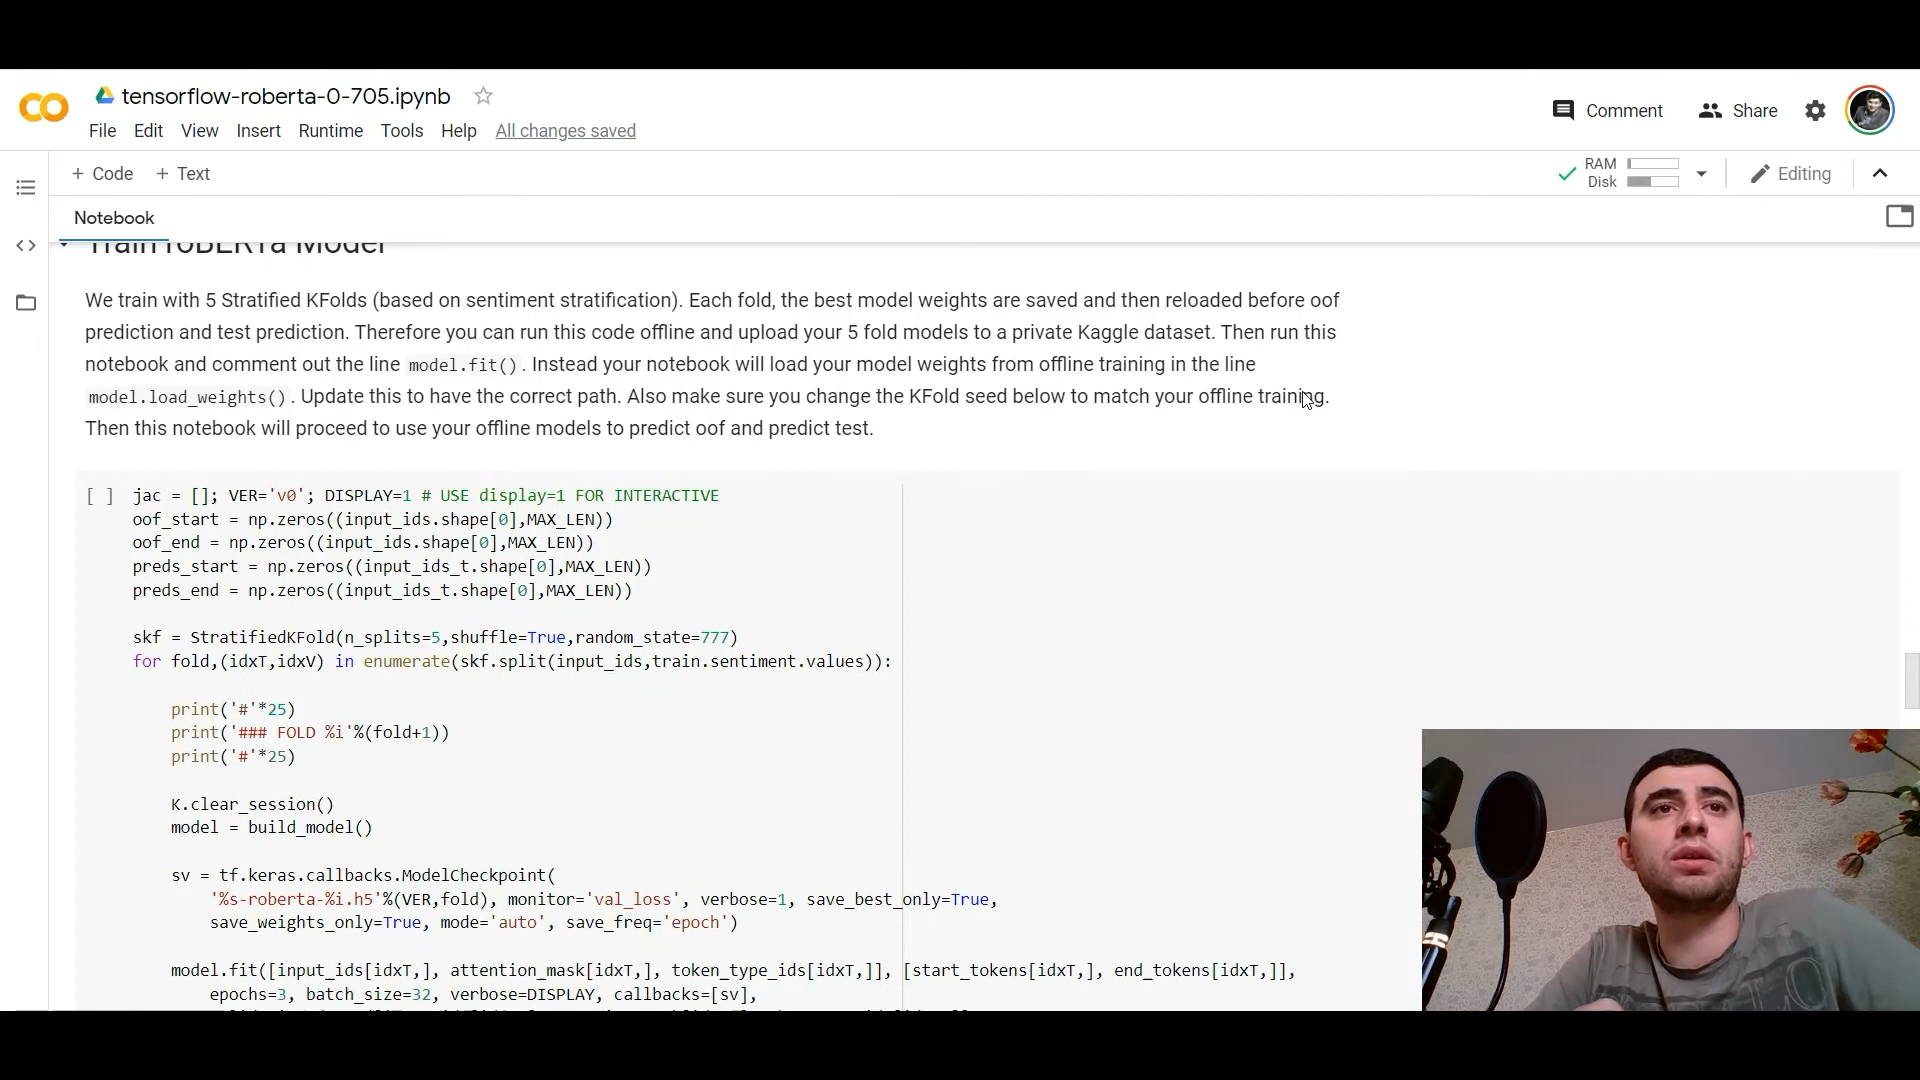 tensorflow-roberta-0-705.ipynb
File Edit View Insert Runtime Tools Help All changes saved
Comment Share
+ Code + Text
RAM
Disk
Editing
Notebook
Train roBERTa Model
We train with 5 Stratified KFolds (based on sentiment stratification). Each fold, the best model weights are saved and then reloaded before oof
prediction and test prediction. Therefore you can run this code offline and upload your 5 fold models to a private Kaggle dataset. Then run this
notebook and comment out the line model.fit(). Instead your notebook will load your model weights from offline training in the line
model.load_weights(). Update this to have the correct path. Also make sure you change the KFold seed below to match your offline training.
Then this notebook will proceed to use your offline models to predict oof and predict test.
[ ] jac = []; VER='v0'; DISPLAY=1 # USE display=1 FOR INTERACTIVE
oof_start = np.zeros((input_ids.shape[0],MAX_LEN))
oof_end = np.zeros((input_ids.shape[0],MAX_LEN))
preds_start = np.zeros((input_ids_t.shape[0],MAX_LEN))
preds_end = np.zeros((input_ids_t.shape[0],MAX_LEN))
skf = StratifiedKFold(n_splits=5,shuffle=True,random_state=777)
for fold,(idxT,idxV) in enumerate(skf.split(input_ids,train.sentiment.values)):
print('#'*25)
print('### FOLD %i'%(fold+1))
print('#'*25)
K.clear_session()
model = build_model()
sv = tf.keras.callbacks.ModelCheckpoint(
'%s-roberta-%i.h5'%(VER,fold), monitor='val_loss', verbose=1, save_best_only=True,
save_weights_only=True, mode='auto', save_freq='epoch')
model.fit([input_ids[idxT,], attention_mask[idxT,], token_type_ids[idxT,]], [start_tokens[idxT,], end_tokens[idxT,]],
epochs=3, batch_size=32, verbose=DISPLAY, callbacks=[sv],